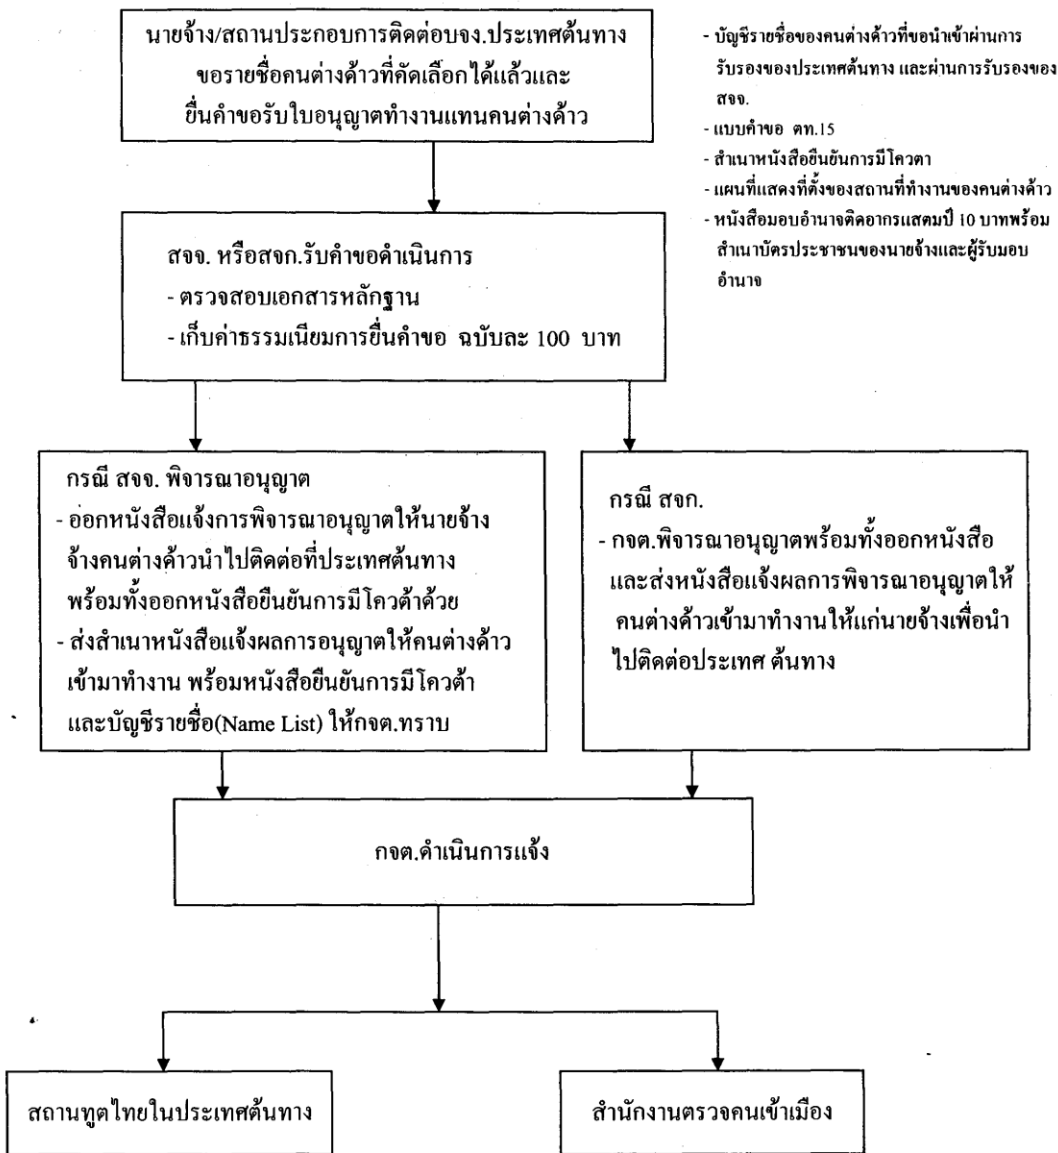 นายจ้าง/สถานประกอบการติดต่อบจง.ประเทศต้นทาง
ขอรายชื่อคนต่างด้าวที่คัดเลือกได้แล้วและ
ยื่นคำขอรับใบอนุญาตทำงานแทนคนต่างด้าว
- บัญชีรายชื่อของคนต่างด้าวที่ขอนำเข้าผ่านการ
รับรองของประเทศต้นทาง และผ่านการรับรองของ
สจจ.
- แบบคำขอ ตท.15
- สำเนาหนังสือยืนยันการมีโควตา
- แผนที่แสดงที่ตั้งของสถานที่ทำงานของคนต่างด้าว
- หนังสือมอบอำนาจติดอากรแสตมป์ 10 บาทพร้อม
สำเนาบัตรประชาชนของนายจ้างและผู้รับมอบ
อำนาจ
สจจ. หรือสจก.รับคำขอดำเนินการ
- ตรวจสอบเอกสารหลักฐาน
- เก็บค่าธรรมเนียมการยื่นคำขอ ฉบับละ 100 บาท
กรณี สจจ. พิจารณาอนุญาต
- ออกหนังสือแจ้งการพิจารณาอนุญาตให้นายจ้าง
จ้างคนต่างด้าวนำไปติดต่อที่ประเทศต้นทาง
พร้อมทั้งออกหนังสือยืนยันการมีโควต้าด้วย
- ส่งสำเนาหนังสือแจ้งผลการอนุญาตให้คนต่างด้าว
เข้ามาทำงาน พร้อมหนังสือยืนยันการมีโควต้า
และบัญชีรายชื่อ(Name List) ให้กจต.ทราบ
กรณี สจก.
- กจต.พิจารณาอนุญาตพร้อมทั้งออกหนังสือ
และส่งหนังสือแจ้งผลการพิจารณาอนุญาตให้
คนต่างด้าวเข้ามาทำงานให้แก่นายจ้างเพื่อนำ
ไปติดต่อประเทศ ต้นทาง
กจต.ดำเนินการแจ้ง
สถานทูตไทยในประเทศต้นทาง
สำนักงานตรวจคนเข้าเมือง